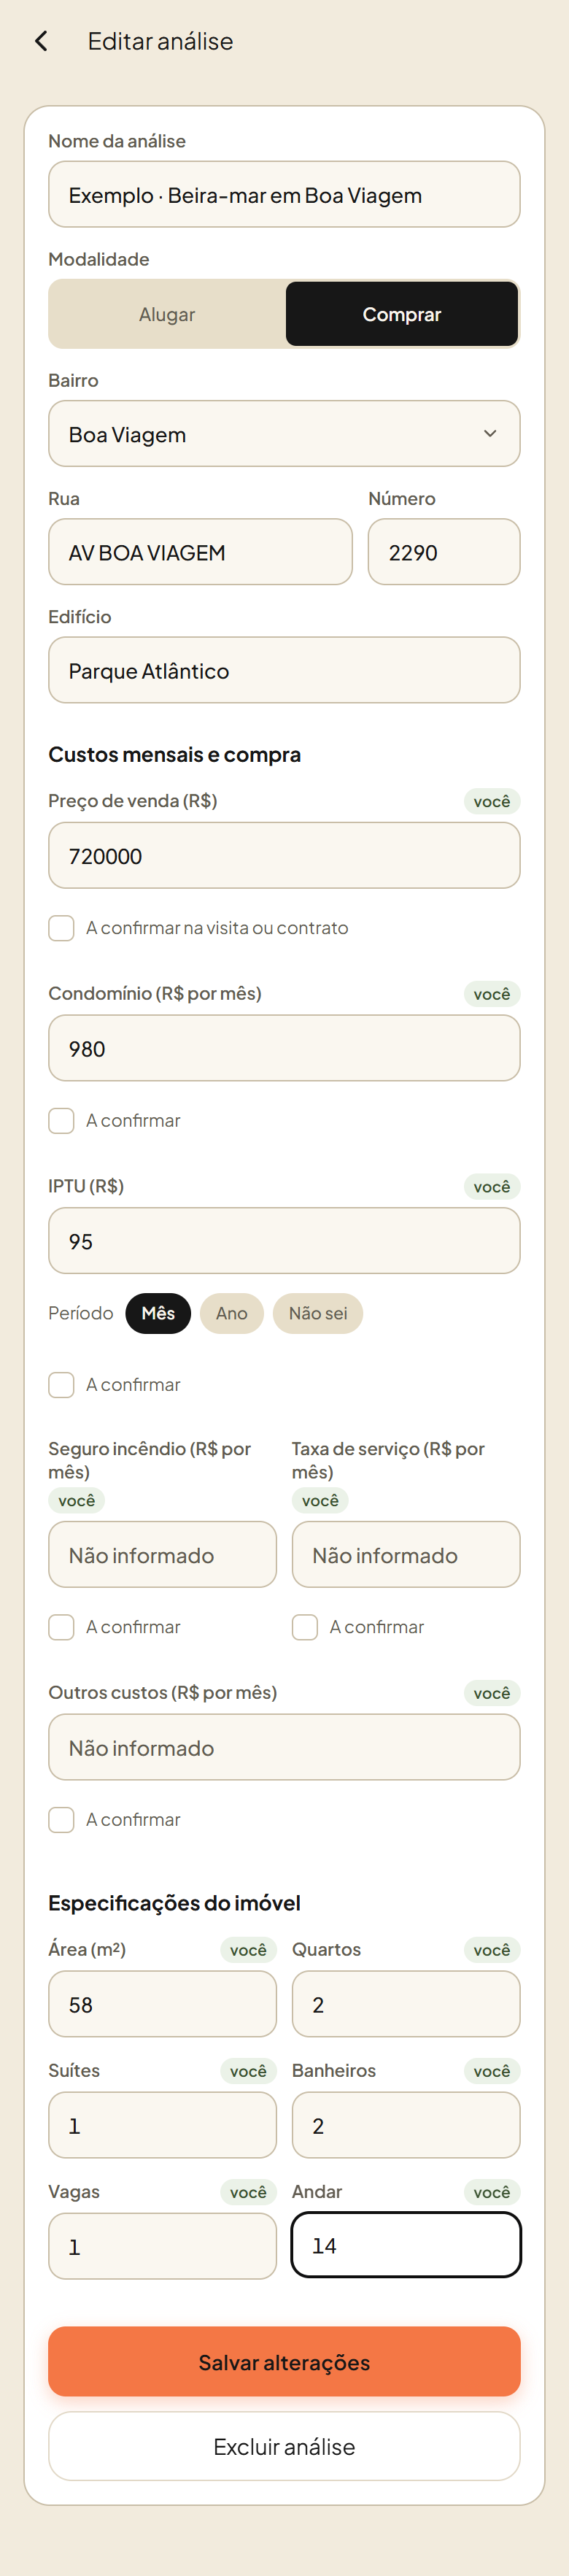 Editar análise
Nome da análise
Exemplo · Beira-mar em Boa Viagem
Modalidade
Alugar Comprar
Bairro
Boa Viagem
Rua Número
AV BOA VIAGEM 2290
Edifício
Parque Atlântico
Custos mensais e compra
Preço de venda (R$) você
720000
A confirmar na visita ou contrato
Condomínio (R$ por mês) você
980
A confirmar
IPTU (R$) você
95
Período Mês Ano Não sei
A confirmar
Seguro incêndio (R$ por Taxa de serviço (R$ por
mês) mês)
você você
Não informado Não informado
A confirmar A confirmar
Outros custos (R$ por mês) você
Não informado
A confirmar
Especificações do imóvel
Área (m²) você Quartos você
58 2
Suítes você Banheiros você
1 2
Vagas você Andar você
1 14
Salvar alterações
Excluir análise